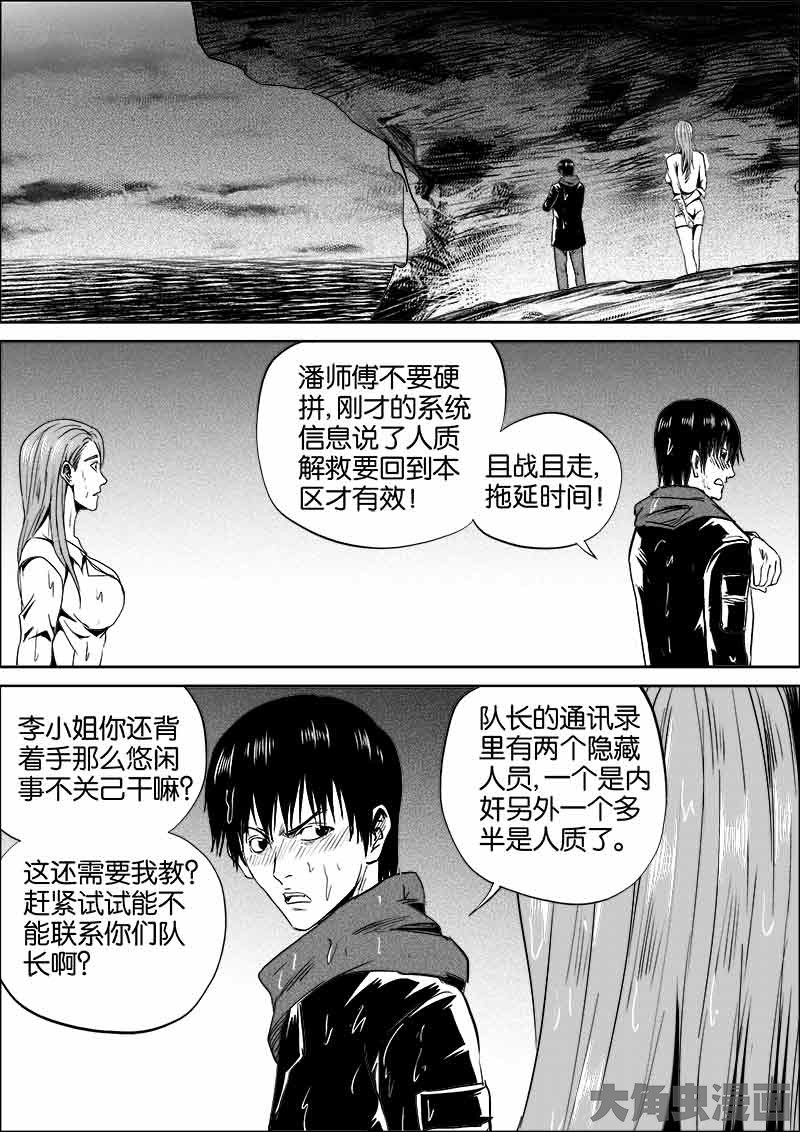 潘师傅不要硬
拼,刚才的系统
信息说了人质
解救要回到本
区才有效!
且战且走,
拖延时间!
李小姐你还背
着手那么悠闲
事不关己干嘛?
这还需要我教?
赶紧试试能不
能联系你们队
长啊?
队长的通讯录
里有两个隐藏
人员,一个是内
奸另外一个多
半是人质了。
大角虫漫画